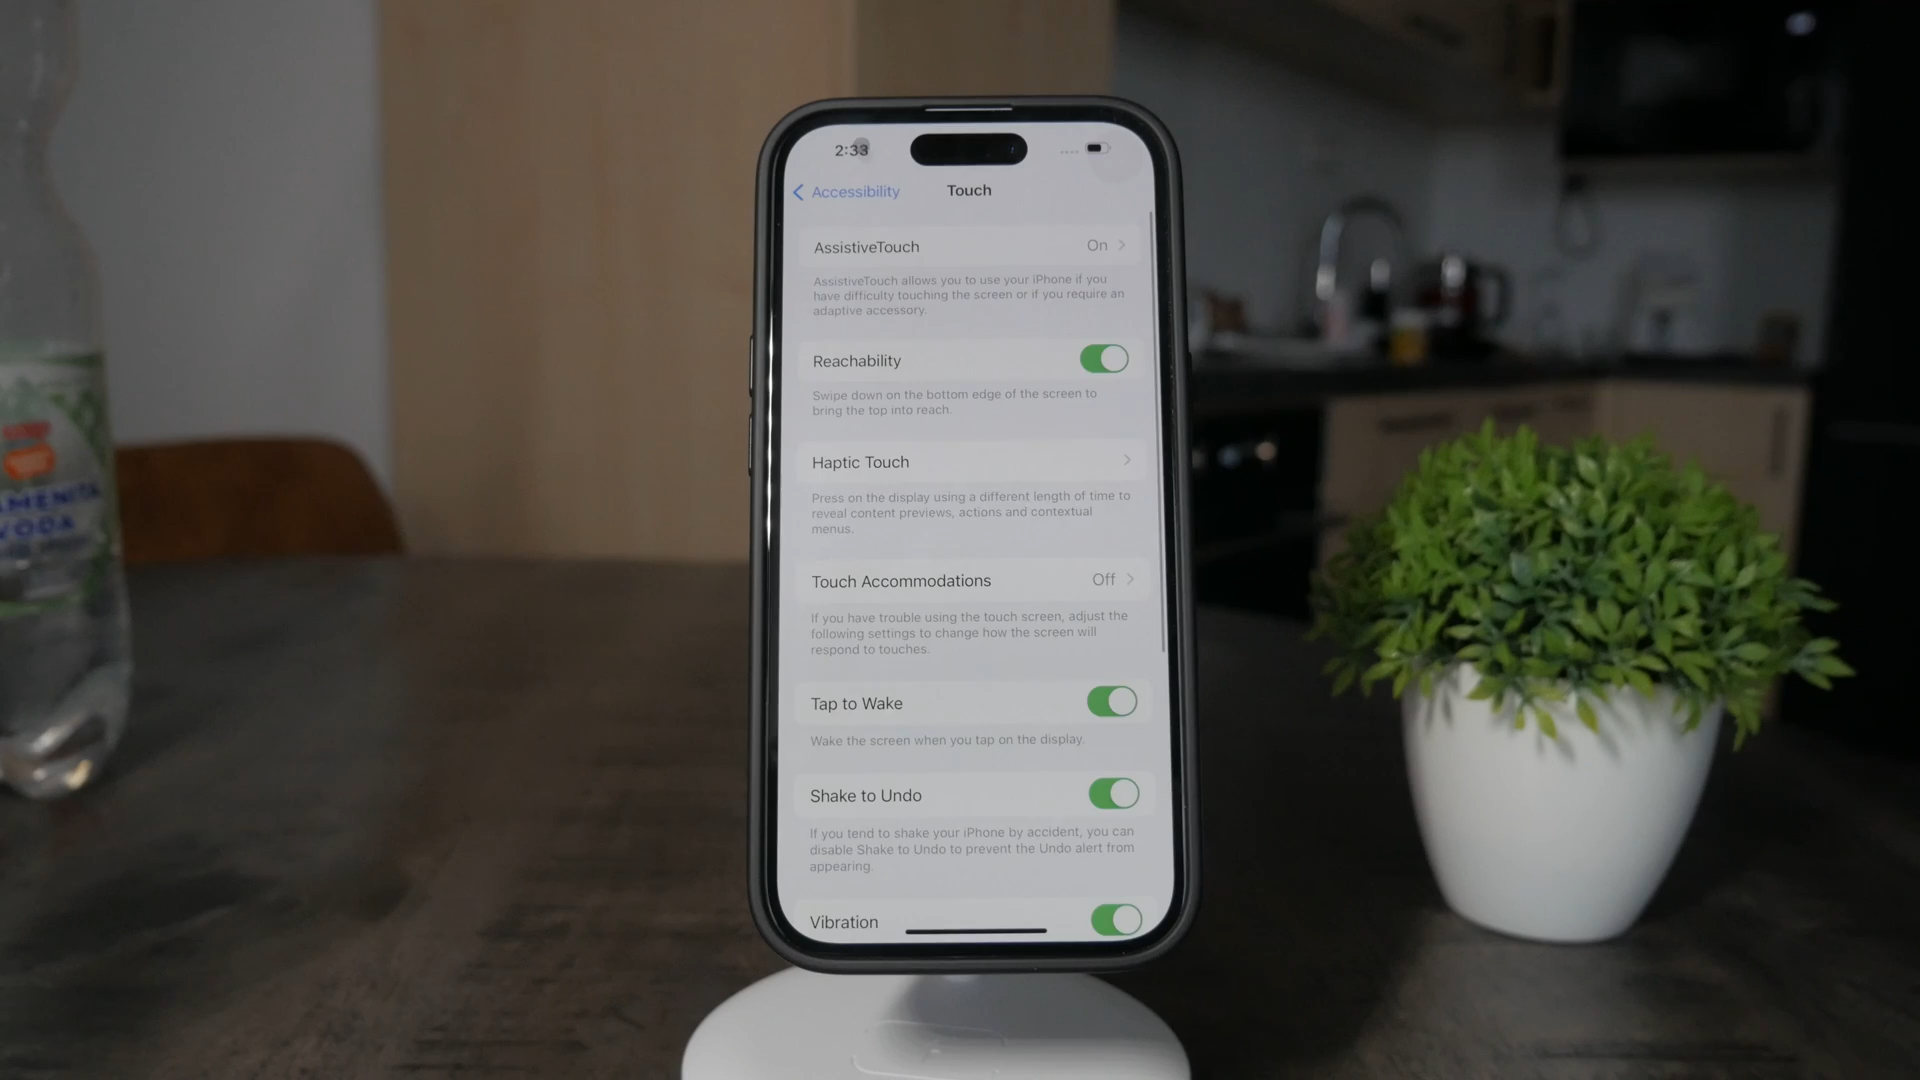 2:33
Accessibility
Touch
AssistiveTouch On
AssistiveTouch allows you to use your iPhone if you
have difficulty touching the screen or if you require an
adaptive accessory.
Reachability
Swipe down on the bottom edge of the screen to
bring the top into reach.
Haptic Touch
Press on the display using a different length of time to
reveal content previews, actions and contextual
menus.
Touch Accommodations Off
If you have trouble using the touch screen, adjust the
following settings to change how the screen will
respond to touches.
Tap to Wake
Wake the screen when you tap on the display.
Shake to Undo
If you tend to shake your iPhone by accident, you can
disable Shake to Undo to prevent the Undo alert from
appearing.
Vibration
VODA